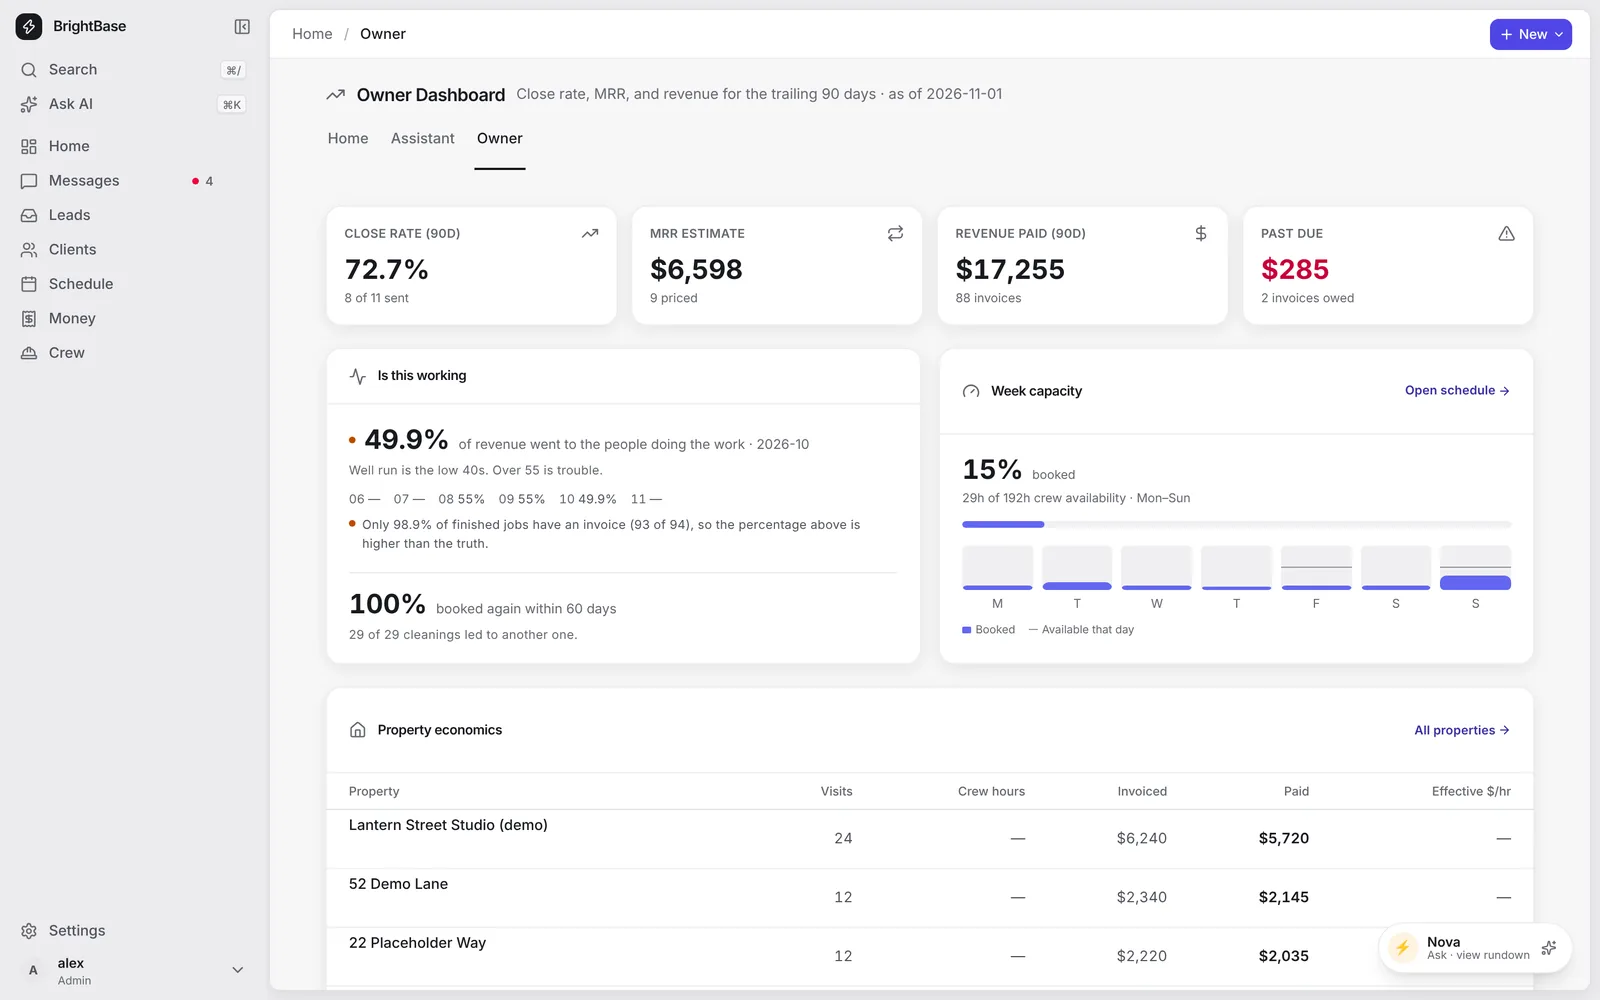 BrightBase
Search ⌘/
Ask AI ⌘K
Home
Messages 4
Leads
Clients
Schedule
Money
Crew
Settings
A alex
Admin
Home / Owner
+ New
Owner Dashboard Close rate, MRR, and revenue for the trailing 90 days · as of 2026-11-01
Home Assistant Owner
CLOSE RATE (90D)
72.7%
8 of 11 sent
MRR ESTIMATE
$6,598
9 priced
REVENUE PAID (90D)
$17,255
88 invoices
PAST DUE
$285
2 invoices owed
Is this working
49.9% of revenue went to the people doing the work · 2026-10
Well run is the low 40s. Over 55 is trouble.
06 — 07 — 08 55% 09 55% 10 49.9% 11 —
Only 98.9% of finished jobs have an invoice (93 of 94), so the percentage above is
higher than the truth.
100% booked again within 60 days
29 of 29 cleanings led to another one.
Week capacity Open schedule →
15% booked
29h of 192h crew availability · Mon–Sun
M T W T F S S
Booked — Available that day
Property economics All properties →
Property Visits Crew hours Invoiced Paid Effective $/hr
Lantern Street Studio (demo) 24 — $6,240 $5,720 —
52 Demo Lane 12 — $2,340 $2,145 —
22 Placeholder Way 12 — $2,220 $2,035
Nova
Ask · view rundown